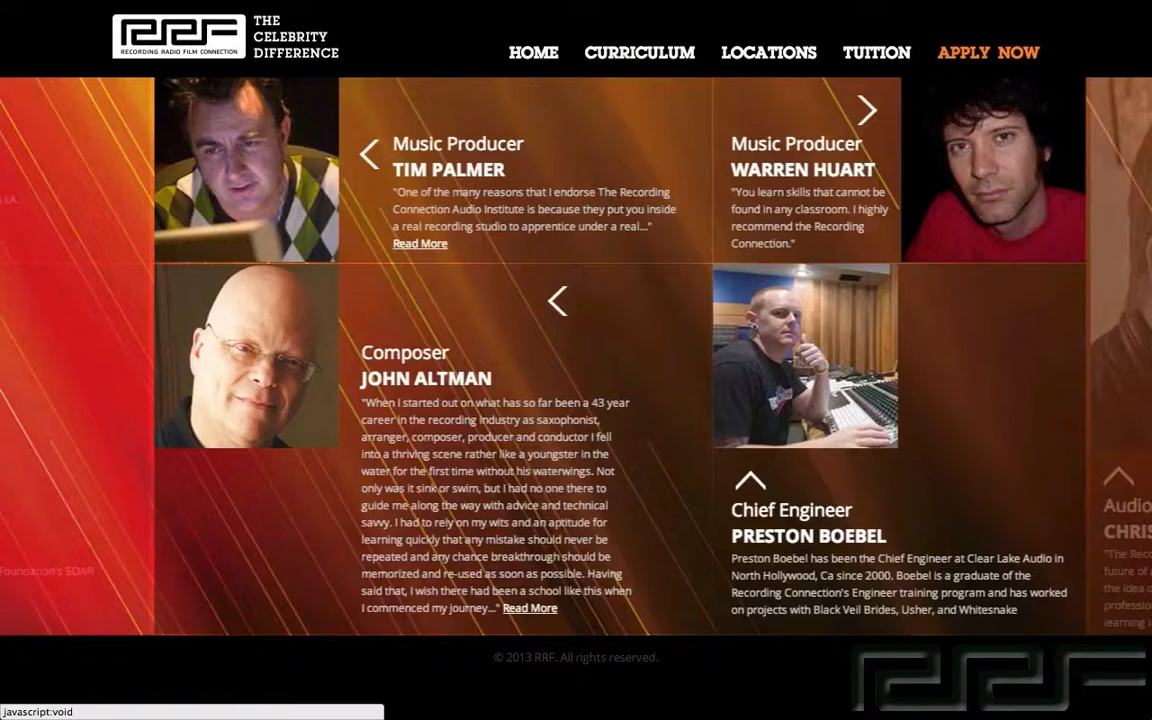 RRF
RECORDING RADIO FILM CONNECTION
THE
CELEBRITY
DIFFERENCE
HOME CURRICULUM LOCATIONS TUITION APPLY NOW
LA.
Music Producer
TIM PALMER
"One of the many reasons that I endorse The Recording
Connection Audio Institute is because they put you inside
a real recording studio to apprentice under a real..."
Read More
Music Producer
WARREN HUART
"You learn skills that cannot be
found in any classroom. I highly
recommend the Recording
Connection."
Composer
JOHN ALTMAN
"When I started out on what has so far been a 43 year
career in the recording industry as saxophonist,
arranger, composer, producer and conductor I fell
into a thriving scene rather like a youngster in the
water for the first time without his waterwings. Not
only was it sink or swim, but I had no one there to
guide me along the way with advice and technical
savvy. I had to rely on my wits and an aptitude for
learning quickly that any mistake should never be
repeated and any chance breakthrough should be
memorized and re-used as soon as possible. Having
said that, I wish there had been a school like this when
I commenced my journey..." Read More
Foundation's SOAR
Chief Engineer
PRESTON BOEBEL
Preston Boebel has been the Chief Engineer at Clear Lake Audio in
North Hollywood, Ca since 2000. Boebel is a graduate of the
Recording Connection's Engineer training program and has worked
on projects with Black Veil Brides, Usher, and Whitesnake
Audio
CHRIS
"The Reco
future of a
the idea o
professio
learning i
© 2013 RRF. All rights reserved.
RRF
javascript:void